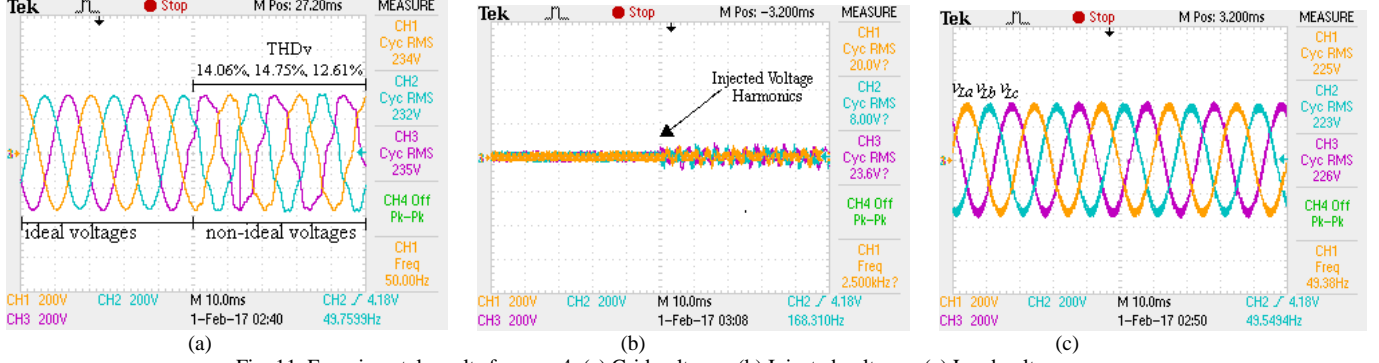 Tek Stop M Pos: 27.20ms MEASURE
CH1
Cyc RMS
234V
CH2
Cyc RMS
232V
CH3
Cyc RMS
235V
CH4 Off
Pk-Pk
CH1
Freq
50.00Hz
THDv
14.06%, 14.75%, 12.61%
3
ideal voltages non-ideal voltages
CH1 200V CH2 200V M 10.0ms CH2 4.18V
CH3 200V 1-Feb-17 02:40 49.7599Hz
(a)
Tek Stop M Pos: -3.200ms MEASURE
CH1
Cyc RMS
20.0V?
CH2
Cyc RMS
8.00V?
CH3
Cyc RMS
23.6V?
CH4 Off
Pk-Pk
CH1
Freq
2.500kHz?
Injected Voltage
Harmonics
3
CH1 200V CH2 200V M 10.0ms CH2 4.18V
CH3 200V 1-Feb-17 03:08 168.310Hz
(b)
Tek Stop M Pos: 3.200ms MEASURE
CH1
Cyc RMS
225V
CH2
Cyc RMS
223V
CH3
Cyc RMS
226V
CH4 Off
Pk-Pk
CH1
Freq
49.38Hz
VLa VLb VLc
3
CH1 200V CH2 200V M 10.0ms CH2 4.18V
CH3 200V 1-Feb-17 02:50 49.5494Hz
(c)